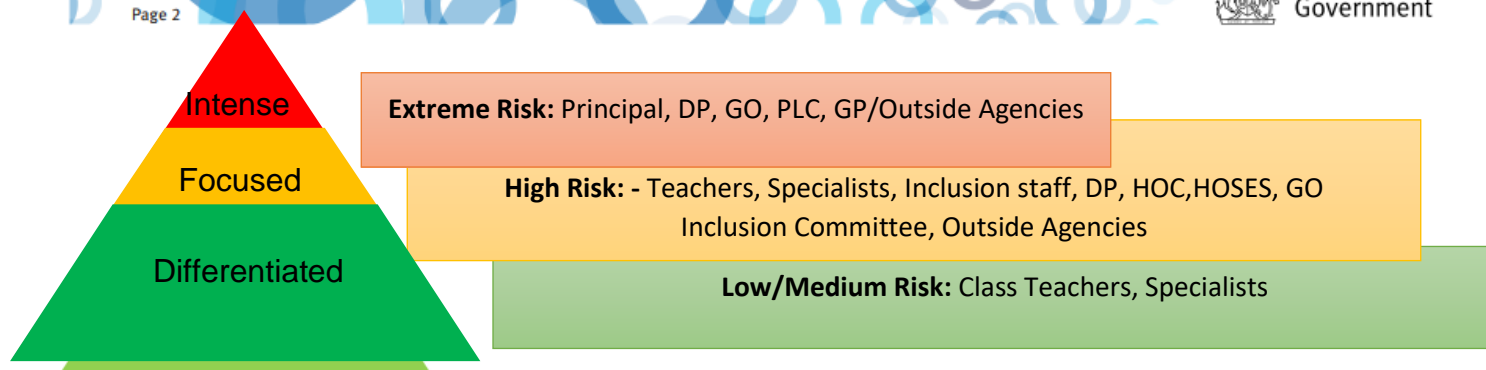 Page 2
Government
Intense
Extreme Risk: Principal, DP, GO, PLC, GP/Outside Agencies
Focused
High Risk: - Teachers, Specialists, Inclusion staff, DP, HOC,HOSES, GO
Inclusion Committee, Outside Agencies
Differentiated
Low/Medium Risk: Class Teachers, Specialists